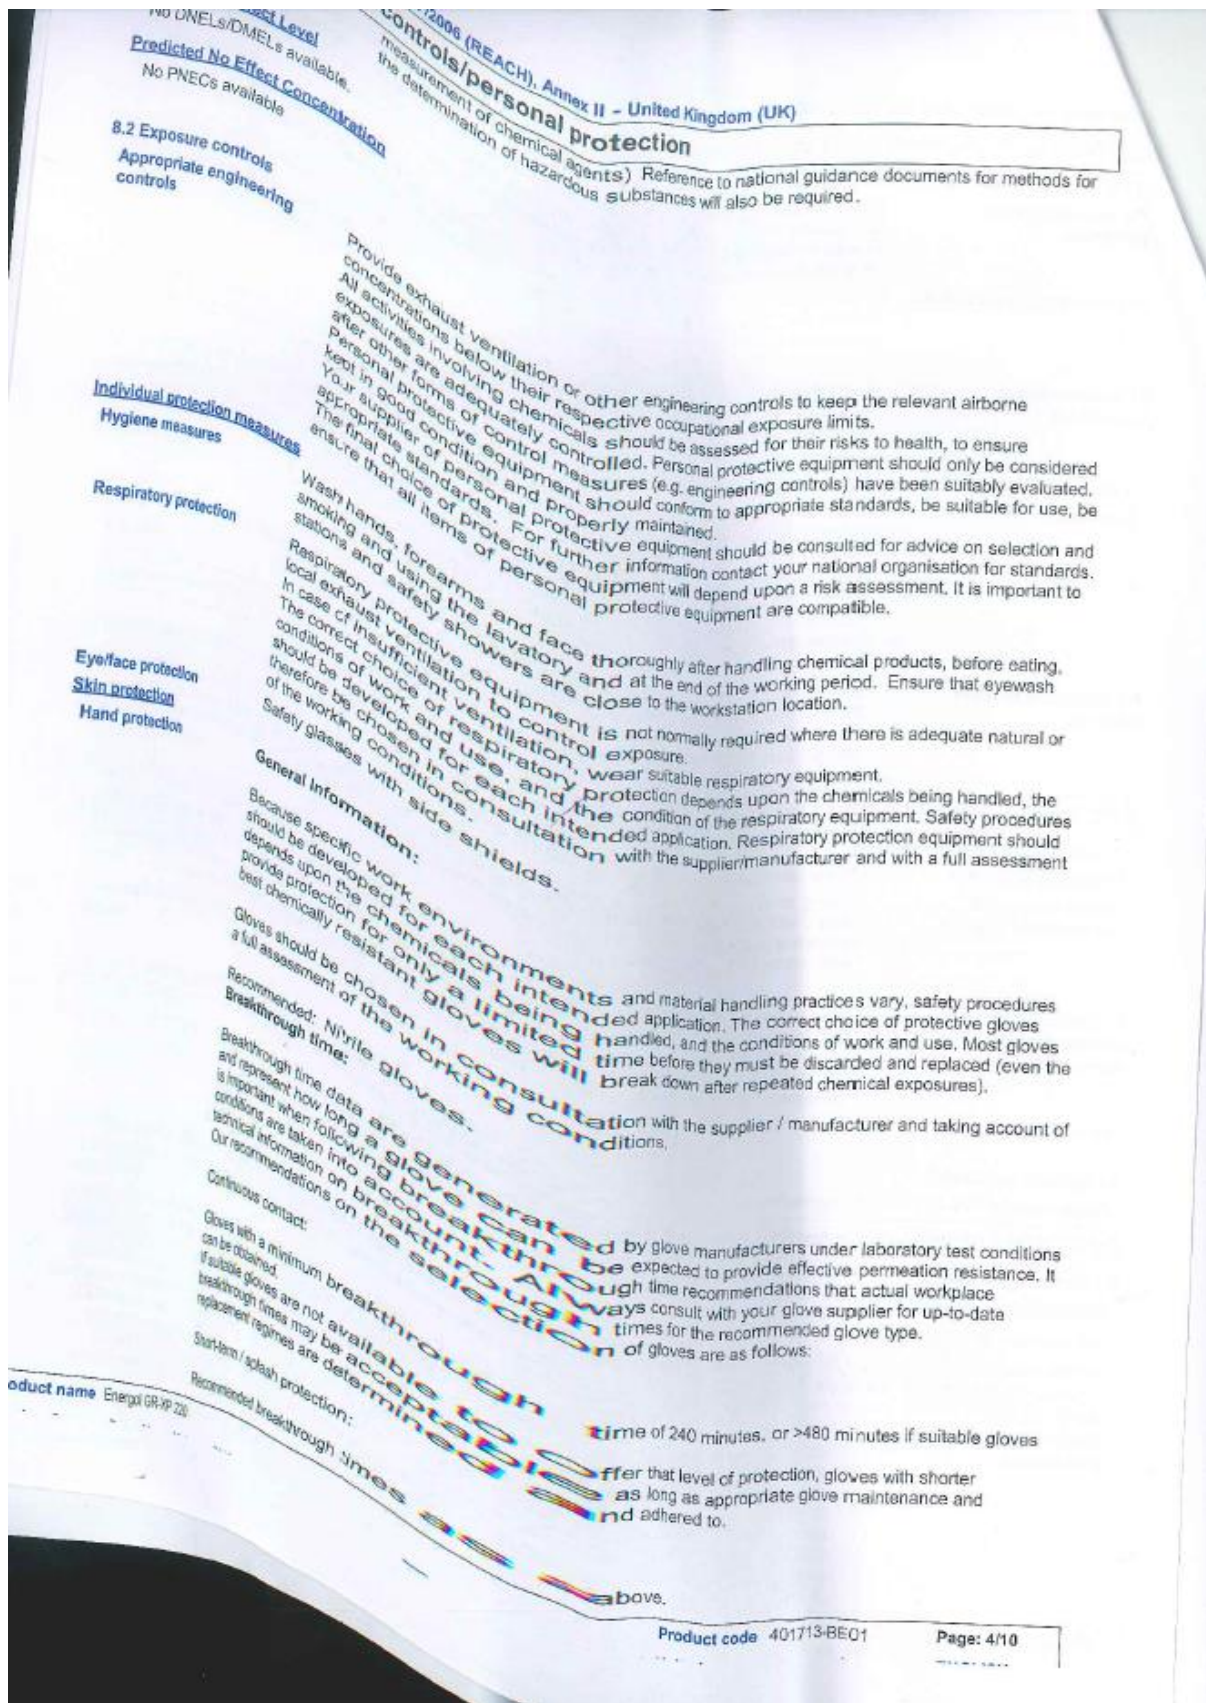 /2006 (REACH), Annex II - United Kingdom (UK)
controls/personal protection
measurement of chemical agents) Reference to national guidance documents for methods for
the determination of hazardous substances will also be required.
Level
No DNELs/DMELs available.
Predicted No Effect Concentration
No PNECs available
8.2 Exposure controls
Appropriate engineering
controls
Provide exhaust ventilation or other engineering controls to keep the relevant airborne
concentrations below their respective occupational exposure limits.
All activities involving chemicals should be assessed for their risks to health, to ensure
exposures are adequately controlled. Personal protective equipment should only be considered
after other forms of control measures (e.g. engineering controls) have been suitably evaluated.
Personal protective equipment should conform to appropriate standards, be suitable for use, be
kept in good condition and properly maintained.
Your supplier of personal protective equipment should be consulted for advice on selection and
appropriate standards. For further information contact your national organisation for standards.
The final choice of protective equipment will depend upon a risk assessment. It is important to
ensure that all items of personal protective equipment are compatible.
Individual protection measures
Hygiene measures
Wash hands, forearms and face thoroughly after handling chemical products, before eating,
smoking and using the lavatory and at the end of the working period. Ensure that eyewash
stations and safety showers are close to the workstation location.
Respiratory protection
Respiratory protective equipment is not normally required where there is adequate natural or
local exhaust ventilation to control exposure.
In case of insufficient ventilation, wear suitable respiratory equipment.
The correct choice of respiratory protection depends upon the chemicals being handled, the
conditions of work and use, and the condition of the respiratory equipment. Safety procedures
should be developed for each intended application. Respiratory protection equipment should
therefore be chosen in consultation with the supplier/manufacturer and with a full assessment
of the working conditions.
Eye/face protection
Safety glasses with side shields.
Skin protection
Hand protection
General Information:
Because specific work environments and material handling practices vary, safety procedures
should be developed for each intended application. The correct choice of protective gloves
depends upon the chemicals being handled, and the conditions of work and use. Most gloves
provide protection for only a limited time before they must be discarded and replaced (even the
best chemically resistant gloves will break down after repeated chemical exposures).
Gloves should be chosen in consultation with the supplier / manufacturer and taking account of
a full assessment of the working conditions.
Recommended: Nitrile gloves.
Breakthrough time:
Breakthrough time data are generated by glove manufacturers under laboratory test conditions
and represent how long a glove can be expected to provide effective permeation resistance. It
is important when following breakthrough time recommendations that actual workplace
conditions are taken into account. Always consult with your glove supplier for up-to-date
technical information on breakthrough times for the recommended glove type.
Our recommendations on the selection of gloves are as follows:
Continuous contact:
Gloves with a minimum breakthrough time of 240 minutes, or >480 minutes if suitable gloves
can be obtained.
If suitable gloves are not available to offer that level of protection, gloves with shorter
breakthrough times may be acceptable as long as appropriate glove maintenance and
replacement regimes are determined and adhered to.
Short-term / splash protection:
Recommended breakthrough times as above.
oduct name Energol GR-XP 220
Product code 401713-BE01
Page: 4/10